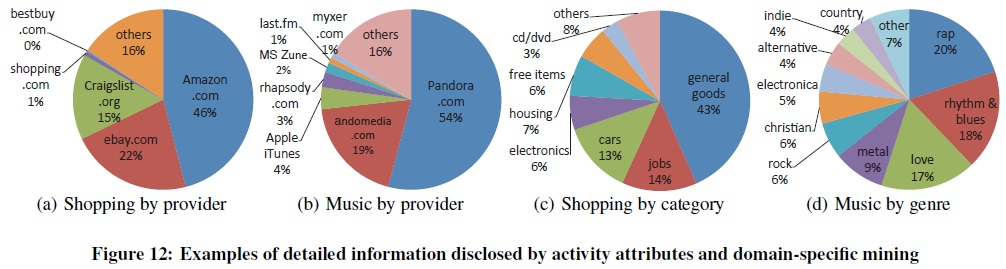 bestbuy
.com
0%
others
16%
shopping
.com
1%
Craigslist
.org
15%
Amazon
.com
46%
ebay.com
22%
(a) Shopping by provider
last.fm
1%
myxer
.com
1%
others
16%
MS Zune
2%
rhapsody
.com
3%
Apple
iTunes
4%
andomedia
.com
19%
Pandora
.com
54%
(b) Music by provider
others
8%
cd/dvd
3%
free items
6%
housing
7%
electronics
6%
cars
13%
jobs
14%
general
goods
43%
(c) Shopping by category
indie
4%
country
4%
other
7%
alternative
4%
electronica
5%
christian
6%
rock
6%
metal
9%
love
17%
rhythm &
blues
18%
rap
20%
(d) Music by genre
Figure 12: Examples of detailed information disclosed by activity attributes and domain-specific mining